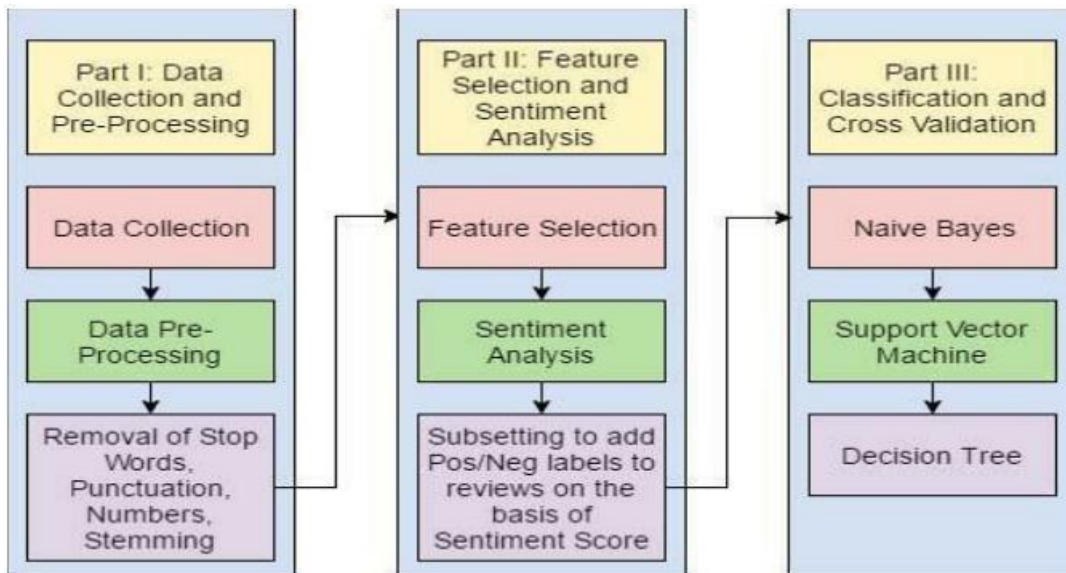 Part I: Data
Collection and
Pre-Processing
Data Collection
Data Pre-
Processing
Removal of Stop
Words,
Punctuation,
Numbers,
Stemming
Part II: Feature
Selection and
Sentiment
Analysis
Feature Selection
Sentiment
Analysis
Subsetting to add
Pos/Neg labels to
reviews on the
basis of
Sentiment Score
Part III:
Classification and
Cross Validation
Naive Bayes
Support Vector
Machine
Decision Tree